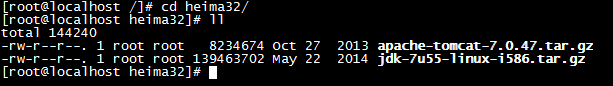 [root@localhost /]# cd heima32/
[root@localhost heima32]# ll
total 144240
-rw-r--r--. 1 root root   8234674 Oct 27  2013 apache-tomcat-7.0.47.tar.gz
-rw-r--r--. 1 root root 139463702 May 22  2014 jdk-7u55-linux-i586.tar.gz
[root@localhost heima32]#